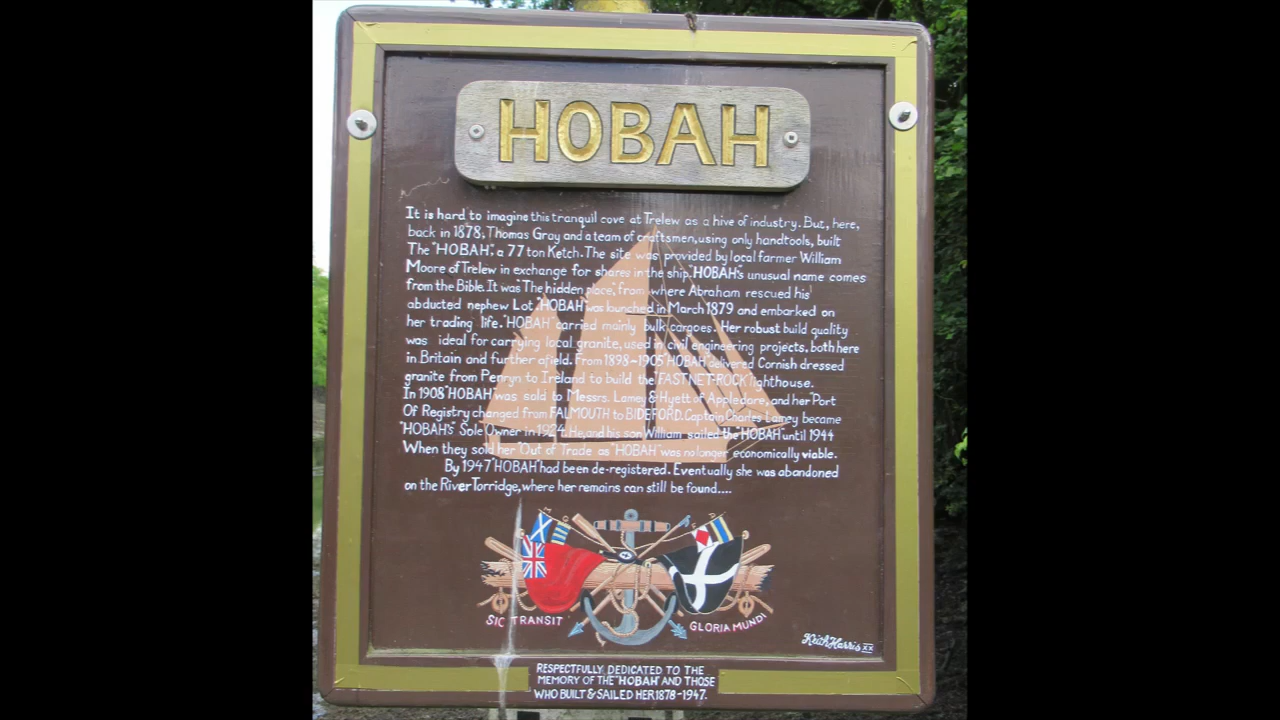 HOBAH
It is hard to imagine this tranquil cove at Trelew as a hive of industry. But, here,
back in 1878, Thomas Gray and a team of craftsmen, using only handtools, built
The "HOBAH", a 77 ton Ketch. The site was provided by local farmer William
Moore of Trelew in exchange for shares in the ship. "HOBAH's" unusual name comes
from the Bible. It was "The hidden place", from where Abraham rescued his
abducted nephew Lot. "HOBAH" was launched in March 1879 and embarked on
her trading life. "HOBAH" carried mainly bulk cargoes. Her robust build quality
was ideal for carrying local granite, used in civil engineering projects, both here
in Britain and further afield. From 1898~1905 "HOBAH" delivered Cornish dressed
granite from Penryn to Ireland to build the "FASTNET-ROCK" lighthouse.
In 1908 "HOBAH" was sold to Messrs. Lamey & Hyett of Appledore, and her Port
Of Registry changed from FALMOUTH to BIDEFORD. Captain Charles Lamey became
"HOBAH's" Sole Owner in 1924. He, and his son William sailed the "HOBAH" until 1944
When they sold her "Out of Trade as "HOBAH" was no longer economically viable.
By 1947 "HOBAH" had been de-registered. Eventually she was abandoned
on the River Torridge, where her remains can still be found....
SIC TRANSIT GLORIA MUNDI
Keith Harris XX
RESPECTFULLY DEDICATED TO THE
MEMORY OF THE "HOBAH" AND THOSE
WHO BUILT & SAILED HER 1878-1947.